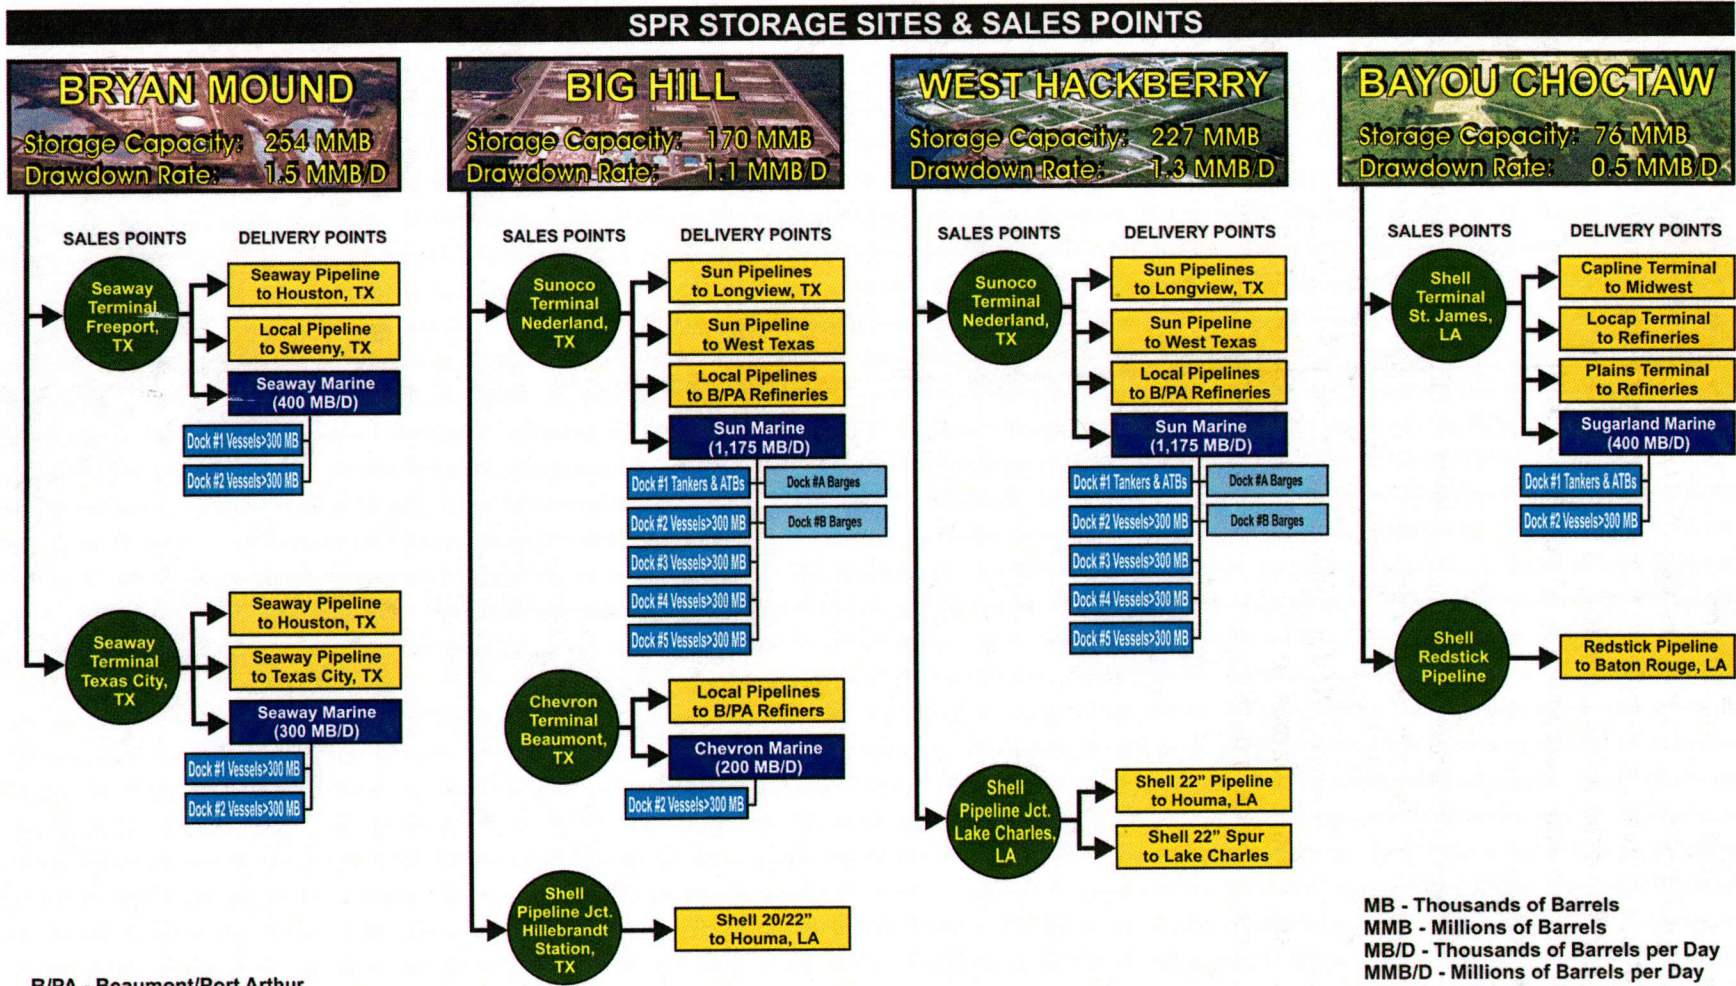 SPR STORAGE SITES & SALES POINTS
BRYAN MOUND
Storage Capacity: 254 MMB
Drawdown Rate: 1.5 MMB/D
SALES POINTS
DELIVERY POINTS
Seaway
Terminal
Freeport,
TX
Seaway Pipeline
to Houston, TX
Local Pipeline
to Sweeny, TX
Seaway Marine
(400 MB/D)
Dock #1 Vessels>300 MB
Dock #2 Vessels>300 MB
Seaway
Terminal
Texas City,
TX
Seaway Pipeline
to Houston, TX
Seaway Pipeline
to Texas City, TX
Seaway Marine
(300 MB/D)
Dock #1 Vessels>300 MB
Dock #2 Vessels>300 MB
BIG HILL
Storage Capacity: 170 MMB
Drawdown Rate: 1.1 MMB/D
SALES POINTS
DELIVERY POINTS
Sunoco
Terminal
Nederland,
TX
Sun Pipelines
to Longview, TX
Sun Pipeline
to West Texas
Local Pipelines
to B/PA Refineries
Sun Marine
(1,175 MB/D)
Dock #1 Tankers & ATBs
Dock #A Barges
Dock #2 Vessels>300 MB
Dock #B Barges
Dock #3 Vessels>300 MB
Dock #4 Vessels>300 MB
Dock #5 Vessels>300 MB
Chevron
Terminal
Beaumont,
TX
Local Pipelines
to B/PA Refiners
Chevron Marine
(200 MB/D)
Dock #2 Vessels>300 MB
Shell
Pipeline Jct.
Hillebrandt
Station,
TX
Shell 20/22”
to Houma, LA
WEST HACKBERRY
Storage Capacity: 227 MMB
Drawdown Rate: 1.3 MMB/D
SALES POINTS
DELIVERY POINTS
Sunoco
Terminal
Nederland,
TX
Sun Pipelines
to Longview, TX
Sun Pipeline
to West Texas
Local Pipelines
to B/PA Refineries
Sun Marine
(1,175 MB/D)
Dock #1 Tankers & ATBs
Dock #A Barges
Dock #2 Vessels>300 MB
Dock #B Barges
Dock #3 Vessels>300 MB
Dock #4 Vessels>300 MB
Dock #5 Vessels>300 MB
Shell
Pipeline Jct.
Lake Charles,
LA
Shell 22” Pipeline
to Houma, LA
Shell 22” Spur
to Lake Charles
BAYOU CHOCTAW
Storage Capacity: 76 MMB
Drawdown Rate: 0.5 MMB/D
SALES POINTS
DELIVERY POINTS
Shell
Terminal
St. James,
LA
Capline Terminal
to Midwest
Locap Terminal
to Refineries
Plains Terminal
to Refineries
Sugarland Marine
(400 MB/D)
Dock #1 Tankers & ATBs
Dock #2 Vessels>300 MB
Shell
Redstick
Pipeline
Redstick Pipeline
to Baton Rouge, LA
MB - Thousands of Barrels
MMB - Millions of Barrels
MB/D - Thousands of Barrels per Day
MMB/D - Millions of Barrels per Day
B/PA - Beaumont/Port Arthur